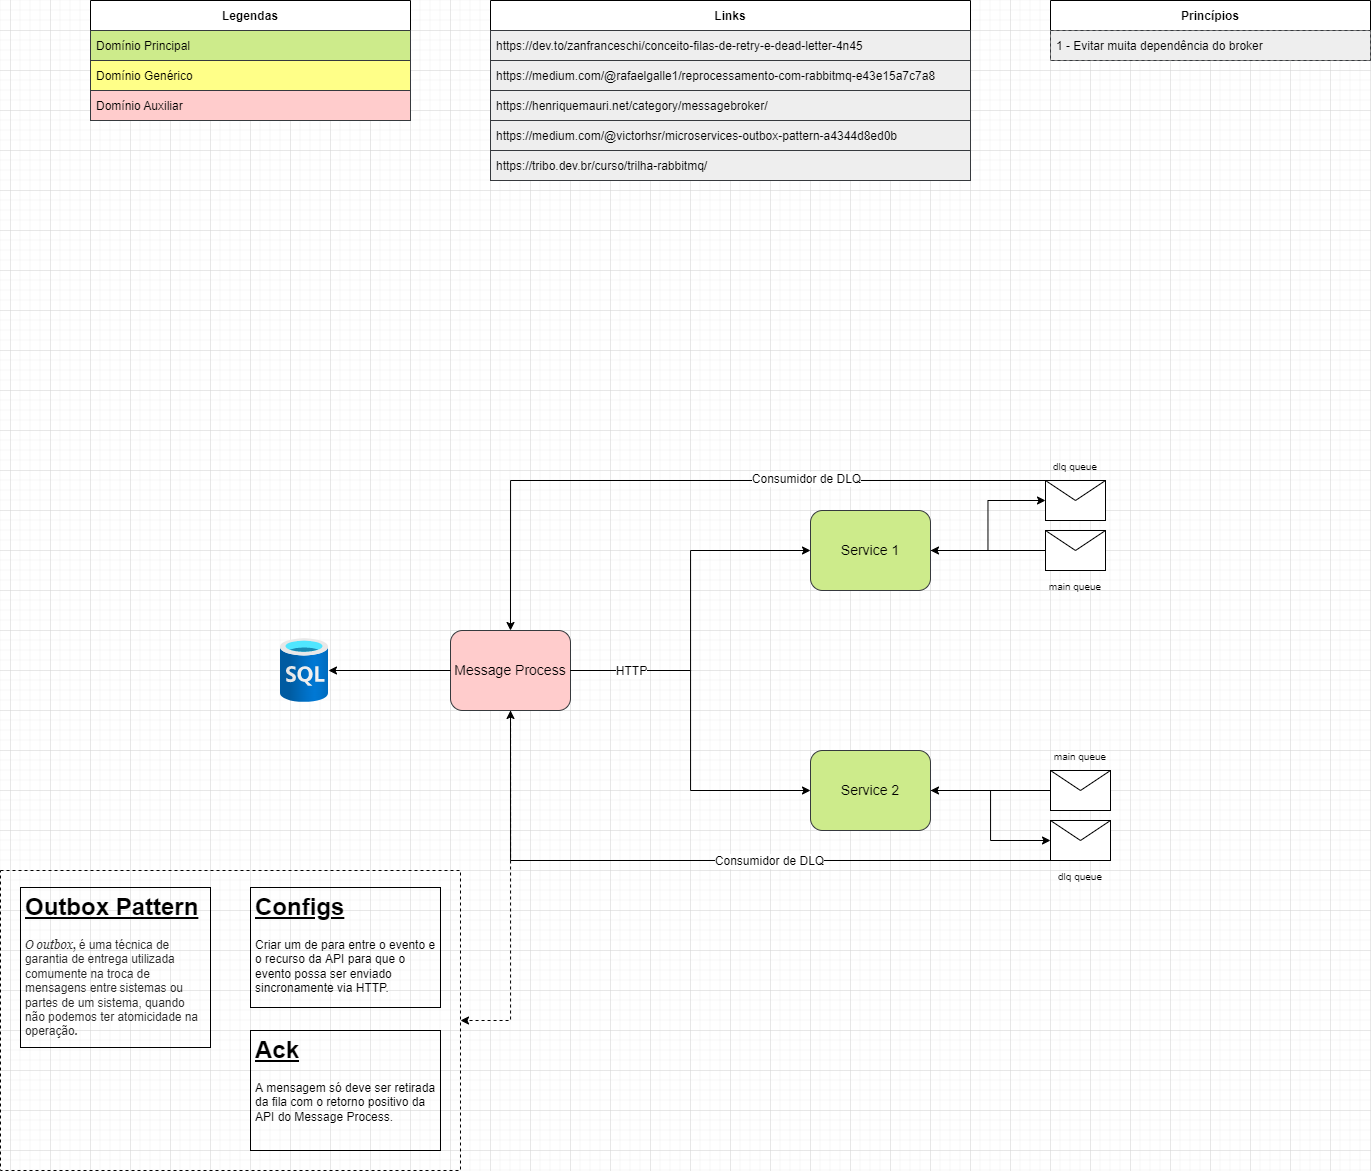 Legendas
Domínio Principal
Domínio Genérico
Domínio Auxiliar
Links
https://dev.to/zanfranceschi/conceito-filas-de-retry-e-dead-letter-4n45
https://medium.com/@rafaelgalle1/reprocessamento-com-rabbitmq-e43e15a7c7a8
https://henriquemauri.net/category/messagebroker/
https://medium.com/@victorhsr/microservices-outbox-pattern-a4344d8ed0b
https://tribo.dev.br/curso/trilha-rabbitmq/
Princípios
1 - Evitar muita dependência do broker
dlq queue
Consumidor de DLQ
Service 1
main queue
SQL
Message Process
HTTP
main queue
Service 2
Consumidor de DLQ
dlq queue
Outbox Pattern
O outbox, é uma técnica de
garantia de entrega utilizada
comumente na troca de
mensagens entre sistemas ou
partes de um sistema, quando
não podemos ter atomicidade na
operação.
Configs
Criar um de para entre o evento e
o recurso da API para que o
evento possa ser enviado
sincronamente via HTTP.
Ack
A mensagem só deve ser retirada
da fila com o retorno positivo da
API do Message Process.